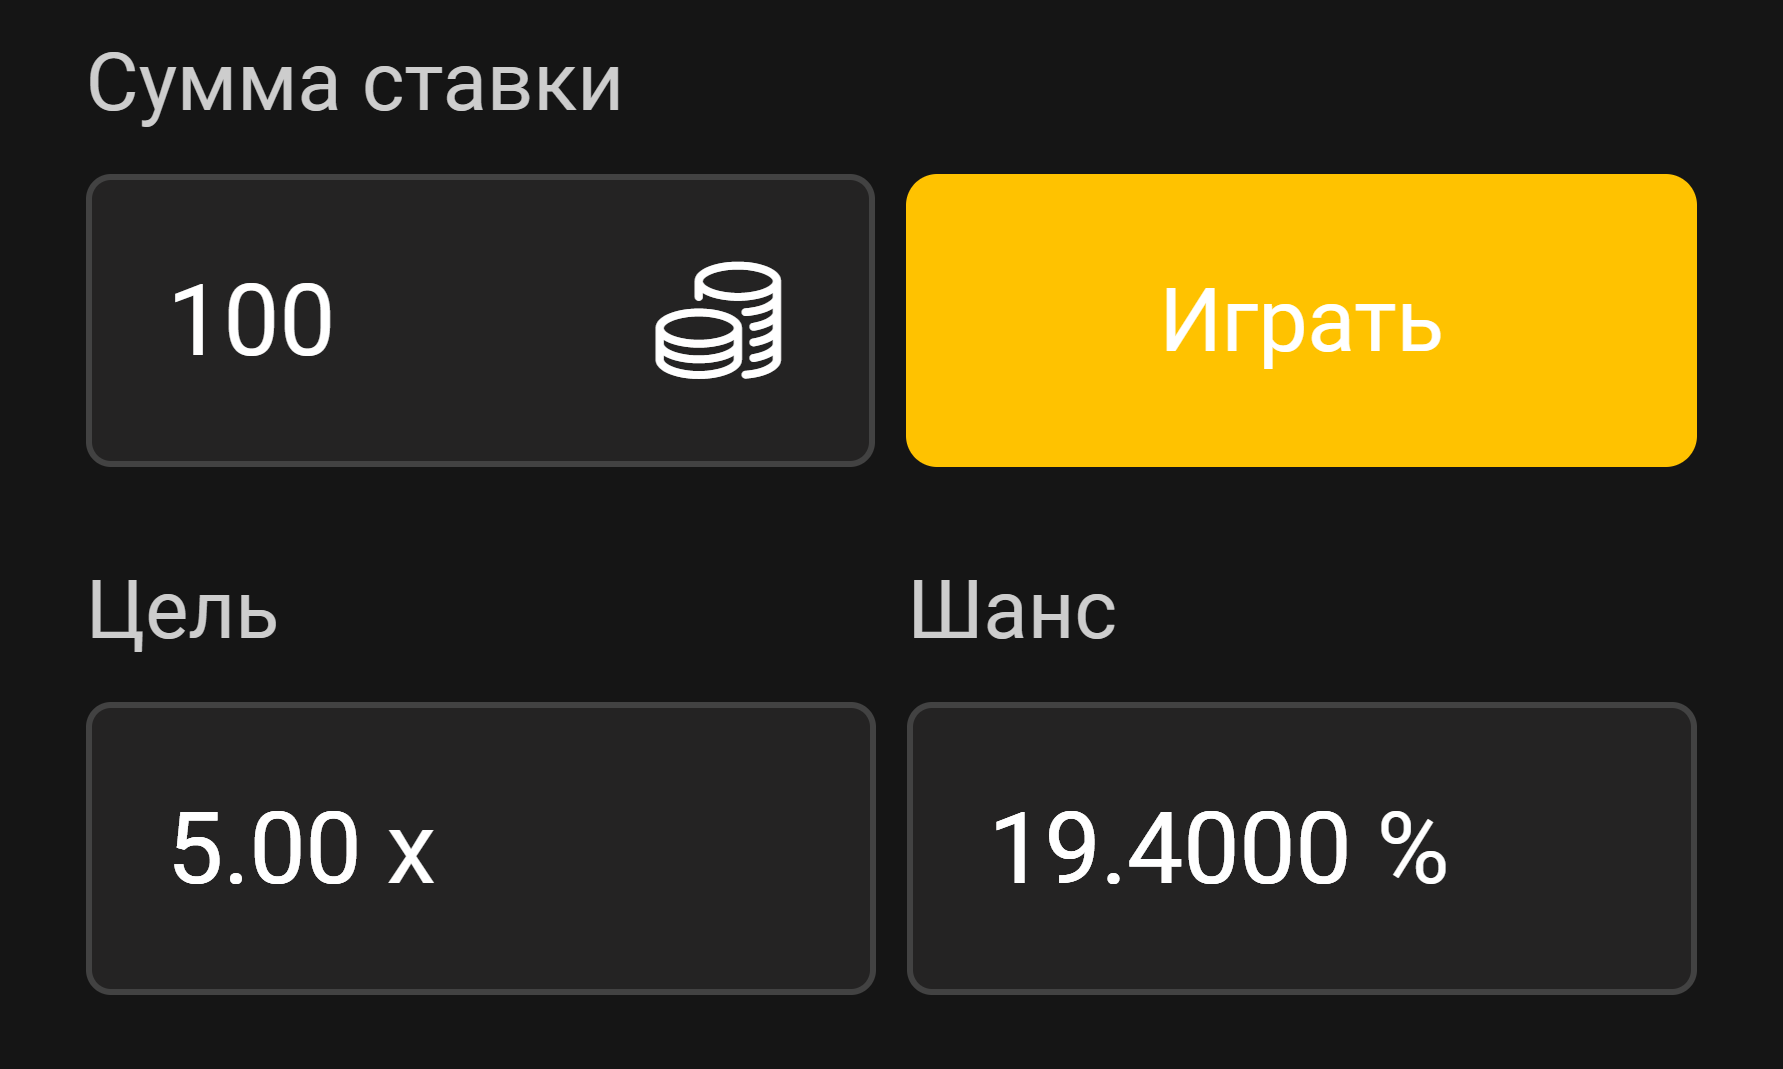 Сумма ставки
100
Играть
Цель
Шанс
5.00 x
19.4000 %